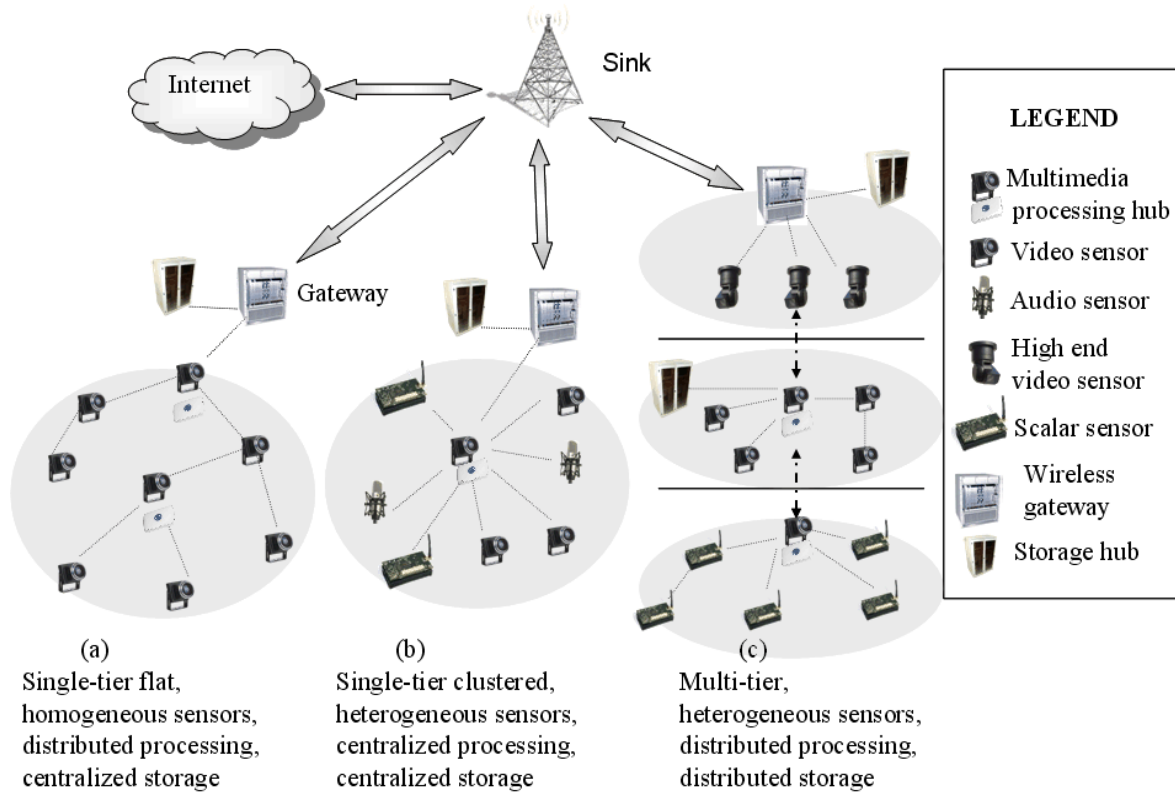 Internet
Sink
Gateway
LEGEND
Multimedia
processing hub
Video sensor
Audio sensor
High end
video sensor
Scalar sensor
Wireless
gateway
Storage hub
(a)
Single-tier flat,
homogeneous sensors,
distributed processing,
centralized storage
(b)
Single-tier clustered,
heterogeneous sensors,
centralized processing,
centralized storage
(c)
Multi-tier,
heterogeneous sensors,
distributed processing,
distributed storage